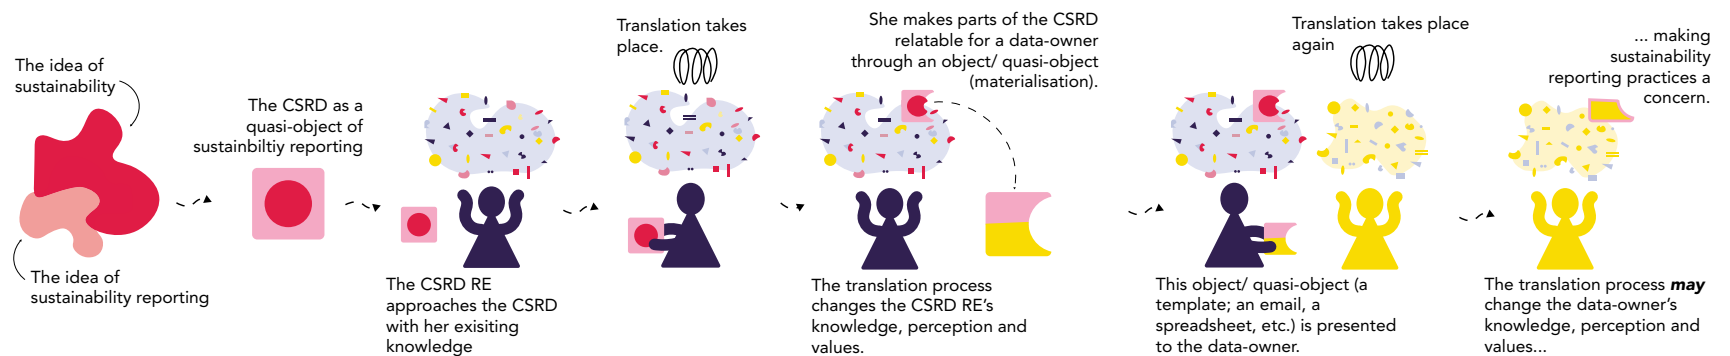 The idea of
sustainability
The idea of
sustainability reporting
The CSRD as a
quasi-object of
sustainbiltiy reporting
The CSRD RE
approaches the CSRD
with her exisiting
knowledge
Translation takes
place.
She makes parts of the CSRD
relatable for a data-owner
through an object/ quasi-object
(materialisation).
The translation process
changes the CSRD RE’s
knowledge, perception and
values.
Translation takes place
again
This object/ quasi-object (a
template; an email, a
spreadsheet, etc.) is presented
to the data-owner.
... making
sustainability
reporting practices a
concern.
The translation process may
change the data-owner’s
knowledge, perception and
values...